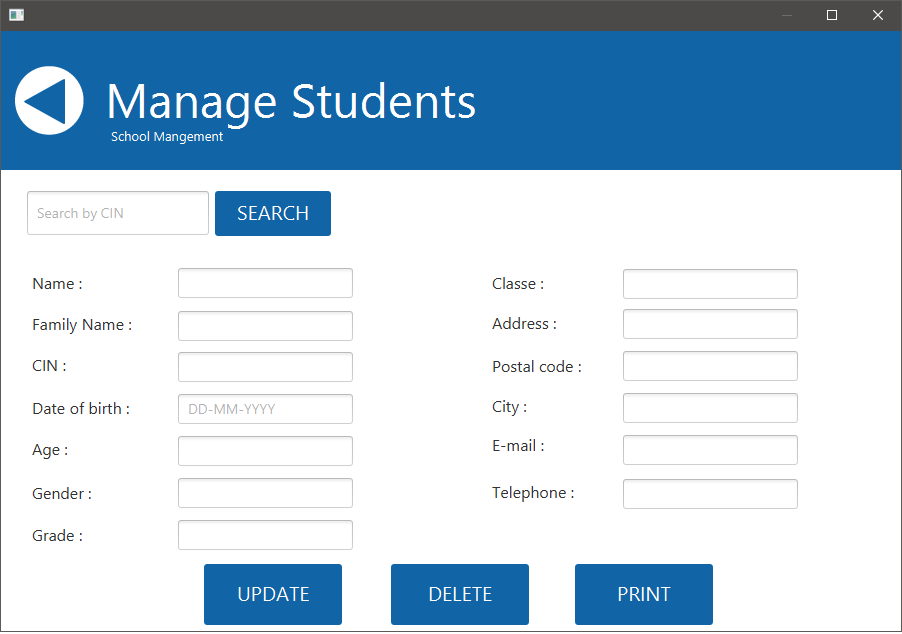 Manage Students
School Mangement
Search by CIN
SEARCH
Name :
Family Name :
CIN :
Date of birth :
DD-MM-YYYY
Age :
Gender :
Grade :
Classe :
Address :
Postal code :
City :
E-mail :
Telephone :
UPDATE
DELETE
PRINT